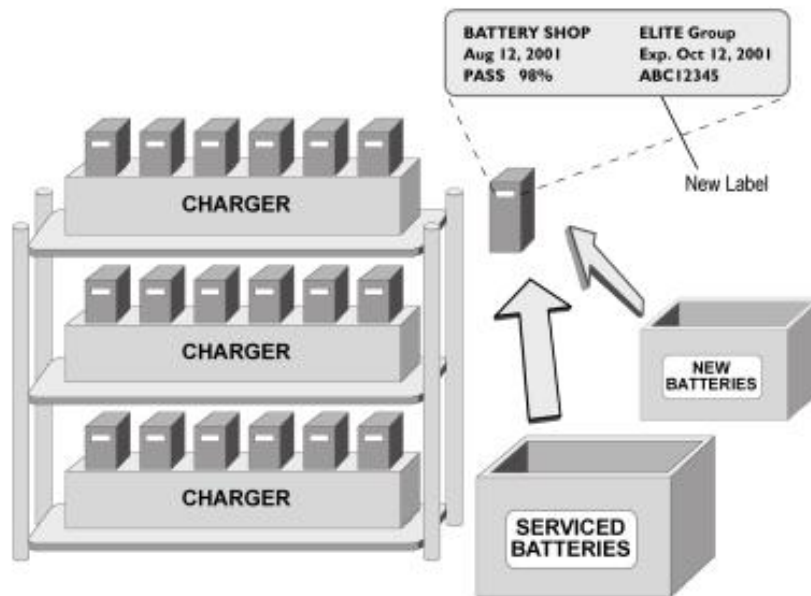 BATTERY SHOP ELITE Group
Aug 12, 2001 Exp. Oct 12, 2001
PASS 98% ABC12345
New Label
CHARGER
CHARGER
CHARGER
NEW
BATTERIES
SERVICED
BATTERIES